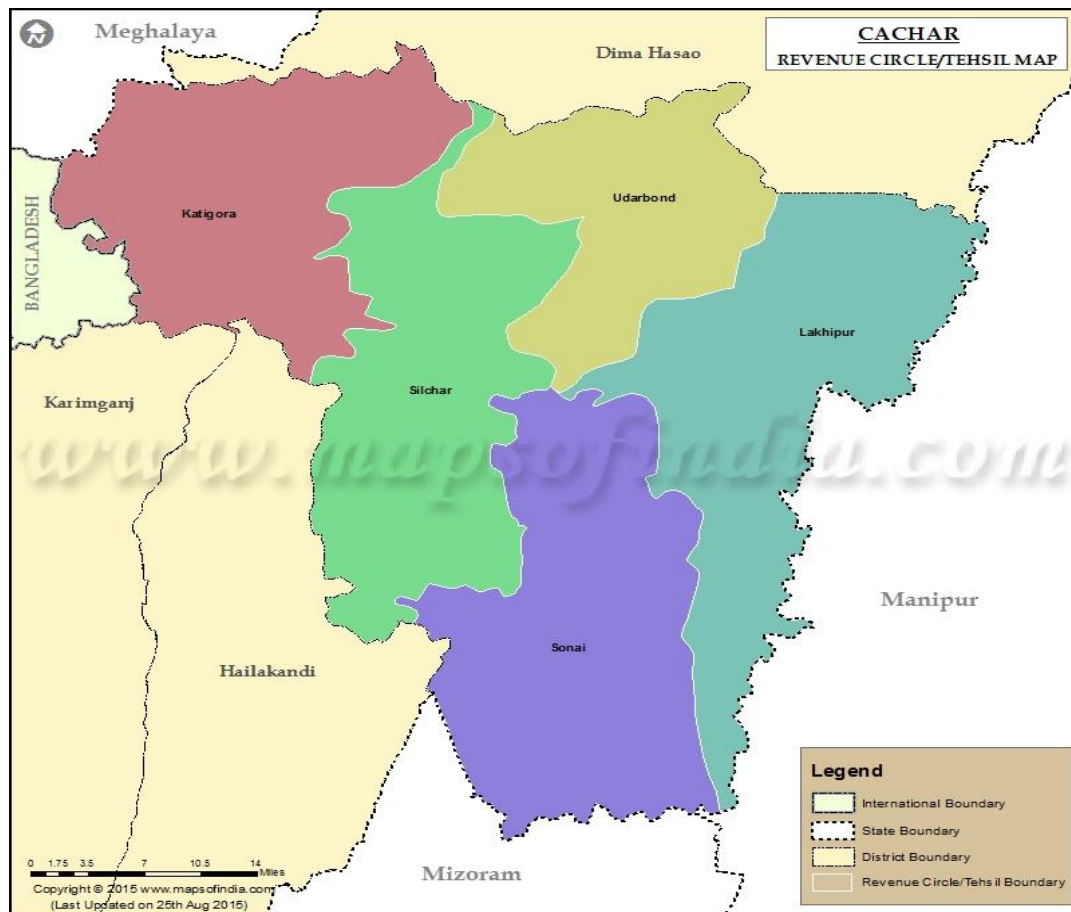 Meghalaya
Dima Hasao
CACHAR
REVENUE CIRCLE/TEHSIL MAP
N
BANGLADESH
Katigora
Udarbond
Lakhipur
Silchar
Karimganj
www.mapsofindia.com
Manipur
Sonai
Hailakandi
Mizoram
Legend
International Boundary
State Boundary
District Boundary
Revenue Circle/Tehsil Boundary
0 1.75 3.5 7 10.5 14
Miles
Copyright © 2015 www.mapsofindia.com
(Last Updated on 25th Aug 2015)